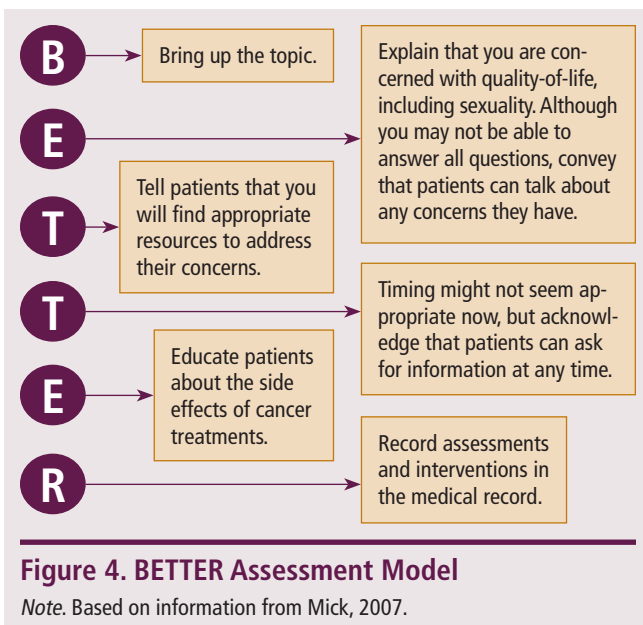 B
Bring up the topic.
E
Explain that you are con-
cerned with quality-of-life,
including sexuality. Although
you may not be able to
answer all questions, convey
that patients can talk about
any concerns they have.
T
Tell patients that you
will find appropriate
resources to address
their concerns.
T
Timing might not seem ap-
propriate now, but acknowl-
edge that patients can ask
for information at any time.
E
Educate patients
about the side
effects of cancer
treatments.
R
Record assessments
and interventions in
the medical record.
Figure 4. BETTER Assessment Model
Note. Based on information from Mick, 2007.